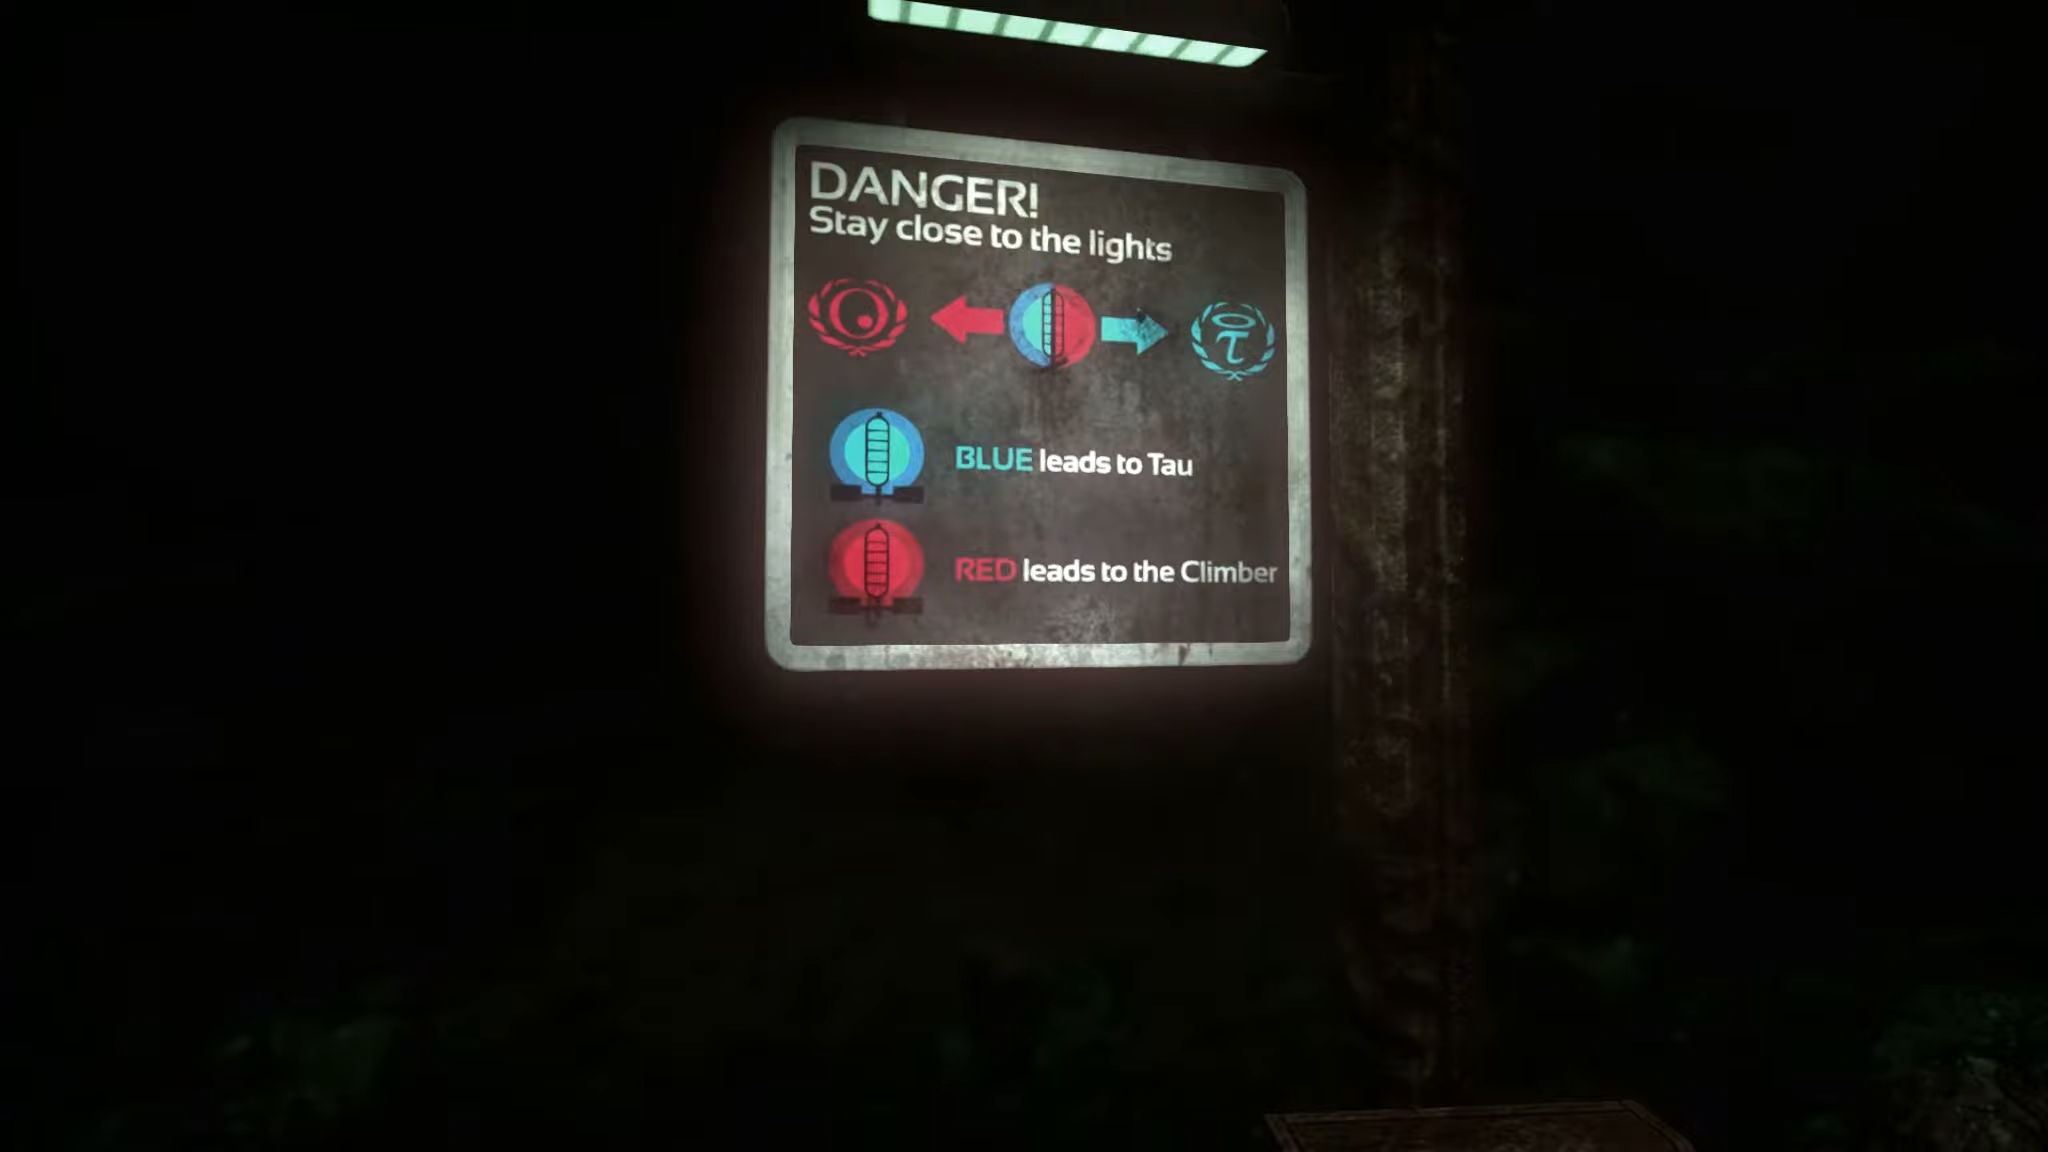 DANGER!
Stay close to the lights
τ
BLUE leads to Tau
RED leads to the Climber